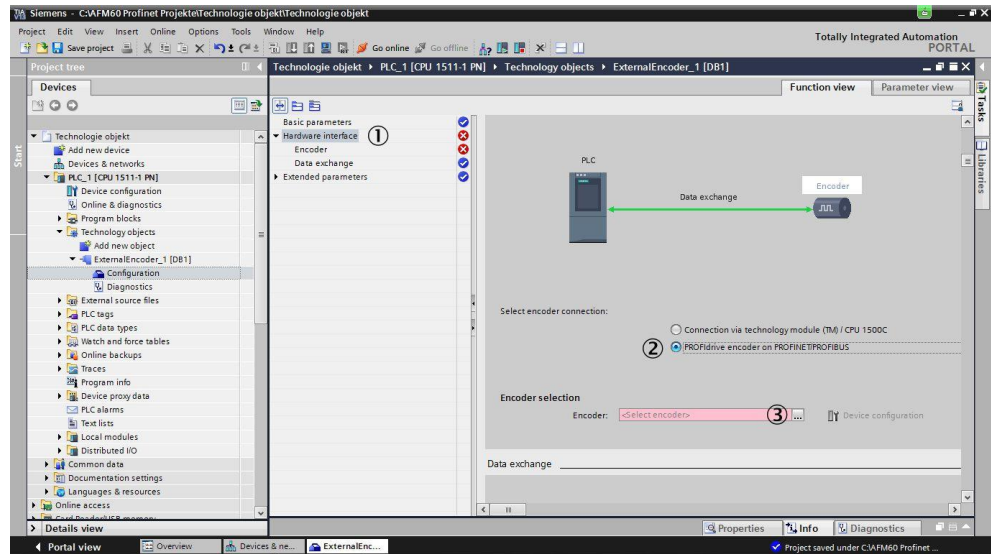 Siemens - C:\AFM60 Profinet Projekte\Technologie objekt\Technologie objekt
Project Edit View Insert Online Options Tools Window Help
Totally Integrated Automation
PORTAL
Save project
Go online
Go offline
Project tree
Technologie objekt PLC_1 [CPU 1511-1 PN] Technology objects ExternalEncoder_1 [DB1]
Devices
Function view
Parameter view
Start
Technologie objekt
Add new device
Devices & networks
PLC_1 [CPU 1511-1 PN]
Device configuration
Online & diagnostics
Program blocks
Technology objects
Add new object
ExternalEncoder_1 [DB1]
Configuration
Diagnostics
External source files
PLC tags
PLC data types
Watch and force tables
Online backups
Traces
Program info
Device proxy data
PLC alarms
Text lists
Local modules
Distributed I/O
Common data
Documentation settings
Languages & resources
Online access
Card Reader/USB memory
Details view
Basic parameters
Hardware interface
①
Encoder
Data exchange
Extended parameters
PLC
Data exchange
Encoder
Select encoder connection:
Connection via technology module (TM) / CPU 1500C
② PROFIdrive encoder on PROFINET/PROFIBUS
Encoder selection
Encoder: <Select encoder> ③ ... Device configuration
Data exchange
Tasks
Libraries
Properties
Info
Diagnostics
Portal view
Overview
Devices & ne...
ExternalEnc...
Project saved under C:\AFM60 Profinet ...